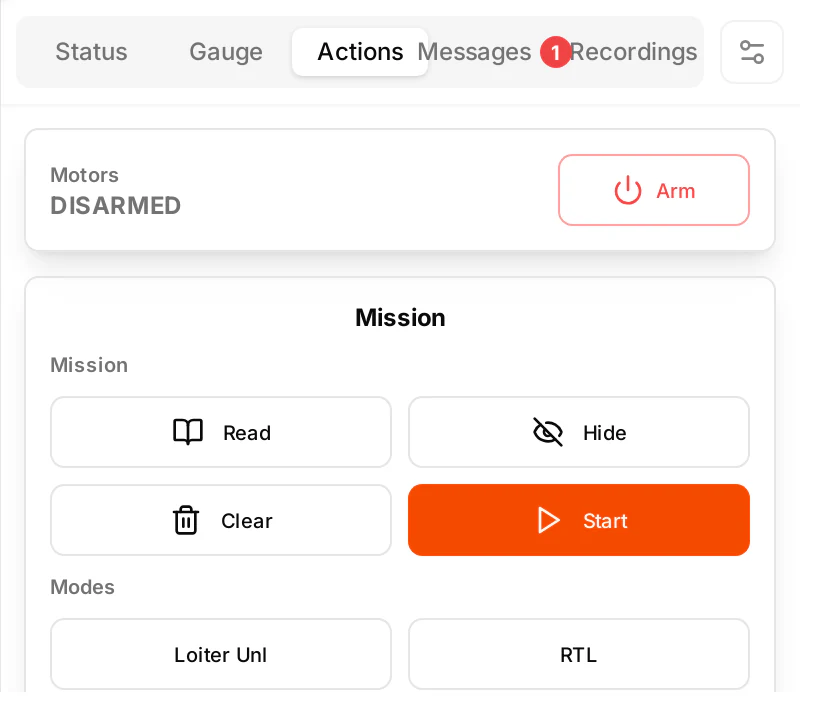 Status Gauge Actions Messages 1 Recordings
Motors
DISARMED
Arm
Mission
Mission
Read Hide
Clear Start
Modes
Loiter Unl RTL